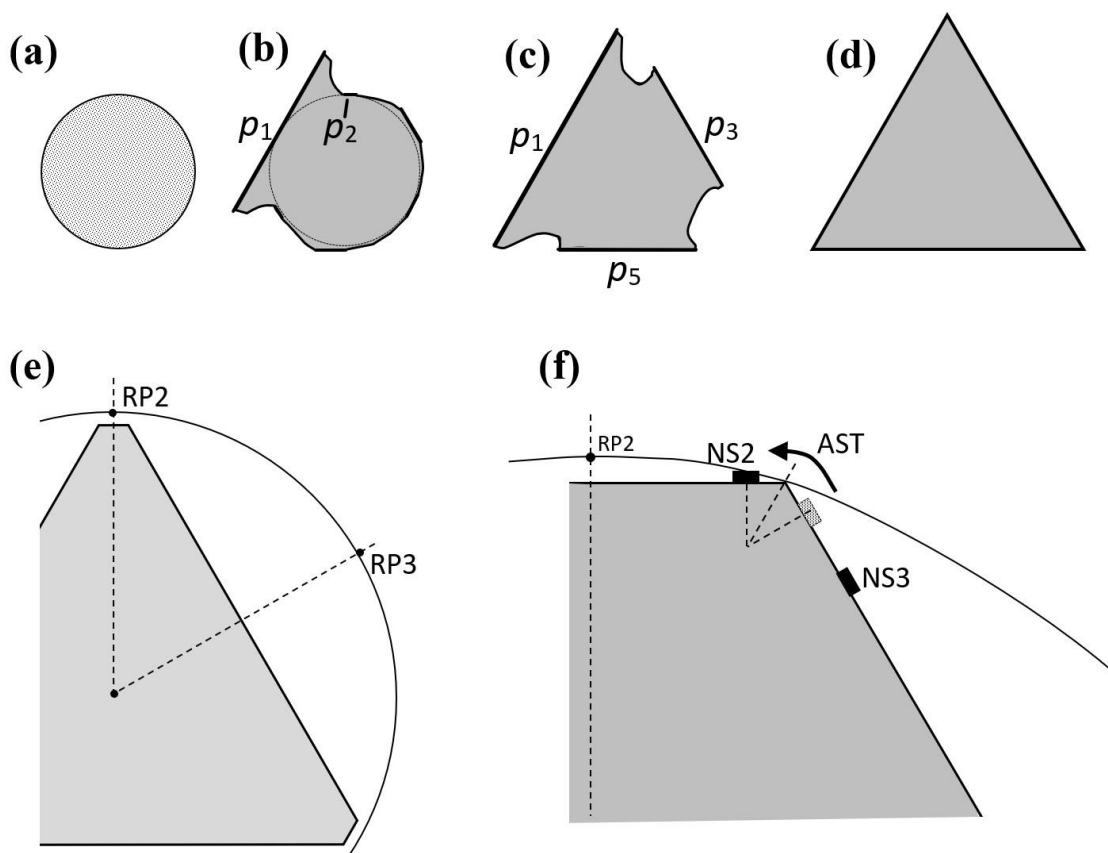 (a)
(b)
p1
p2
(c)
p1
p3
p5
(d)
(e)
RP2
RP3
(f)
RP2
NS2
AST
NS3